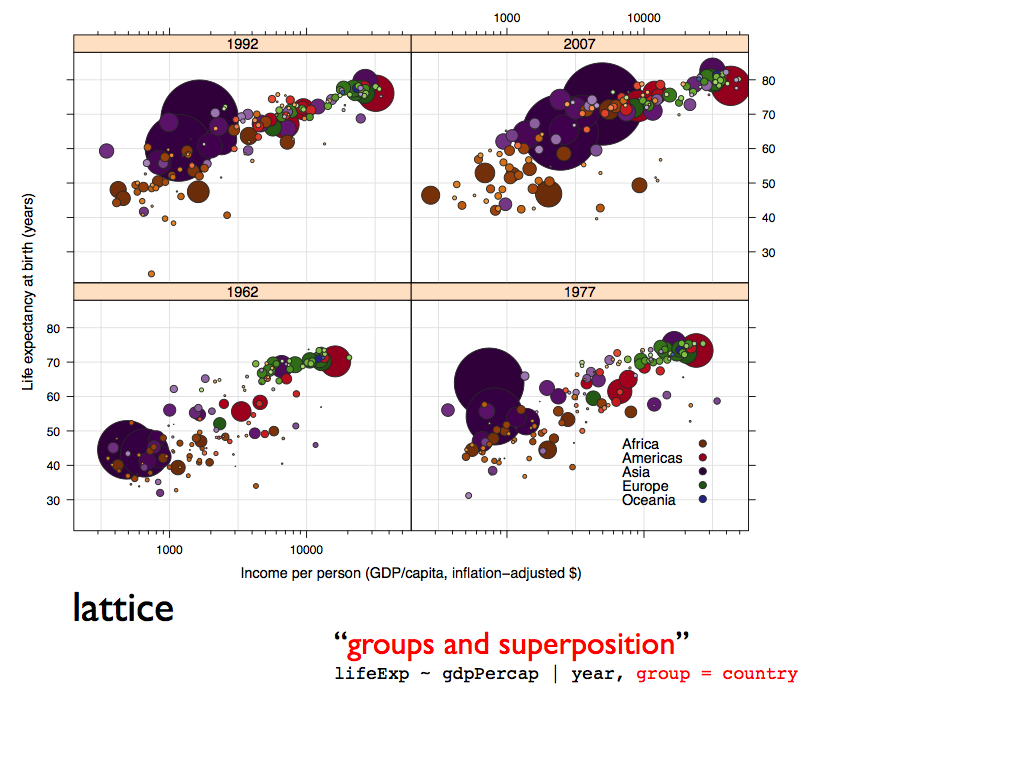 1000 10000
1992 2007
80
70
60
50
40
30
Life expectancy at birth (years)
1962 1977
80
70
60
50
40
30
Africa
Americas
Asia
Europe
Oceania
1000 10000
Income per person (GDP/capita, inflation−adjusted $)
lattice
“groups and superposition”
lifeExp ~ gdpPercap | year, group = country